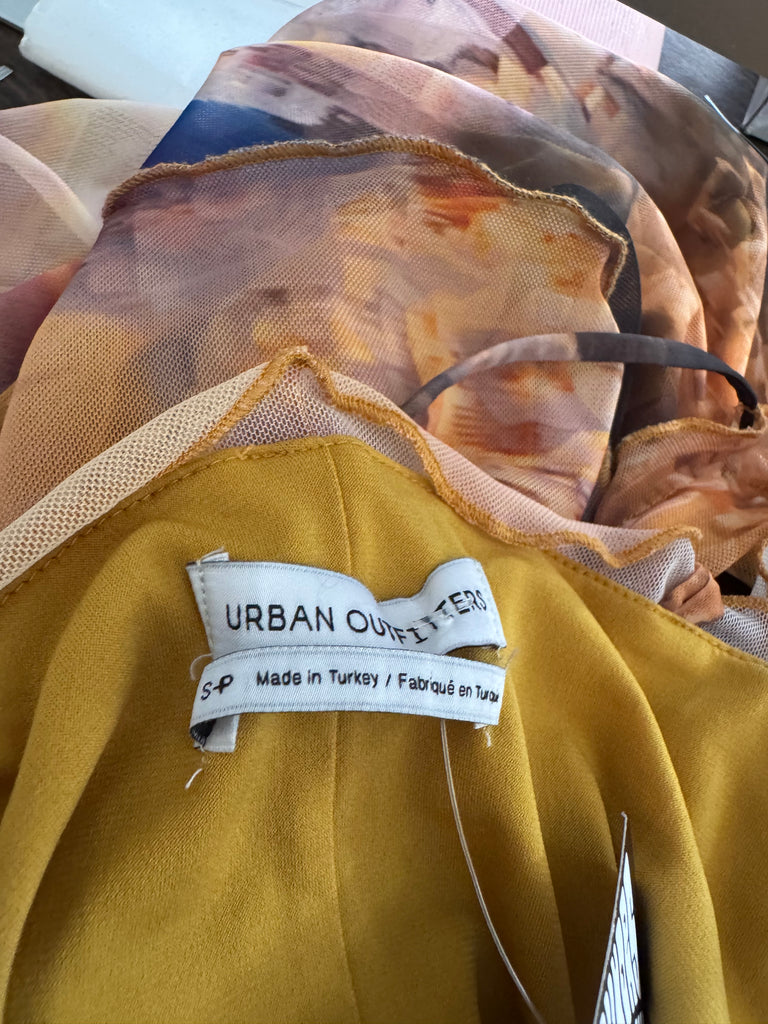 URBAN OUTFITTERS
S-P Made in Turkey / Fabriqué en